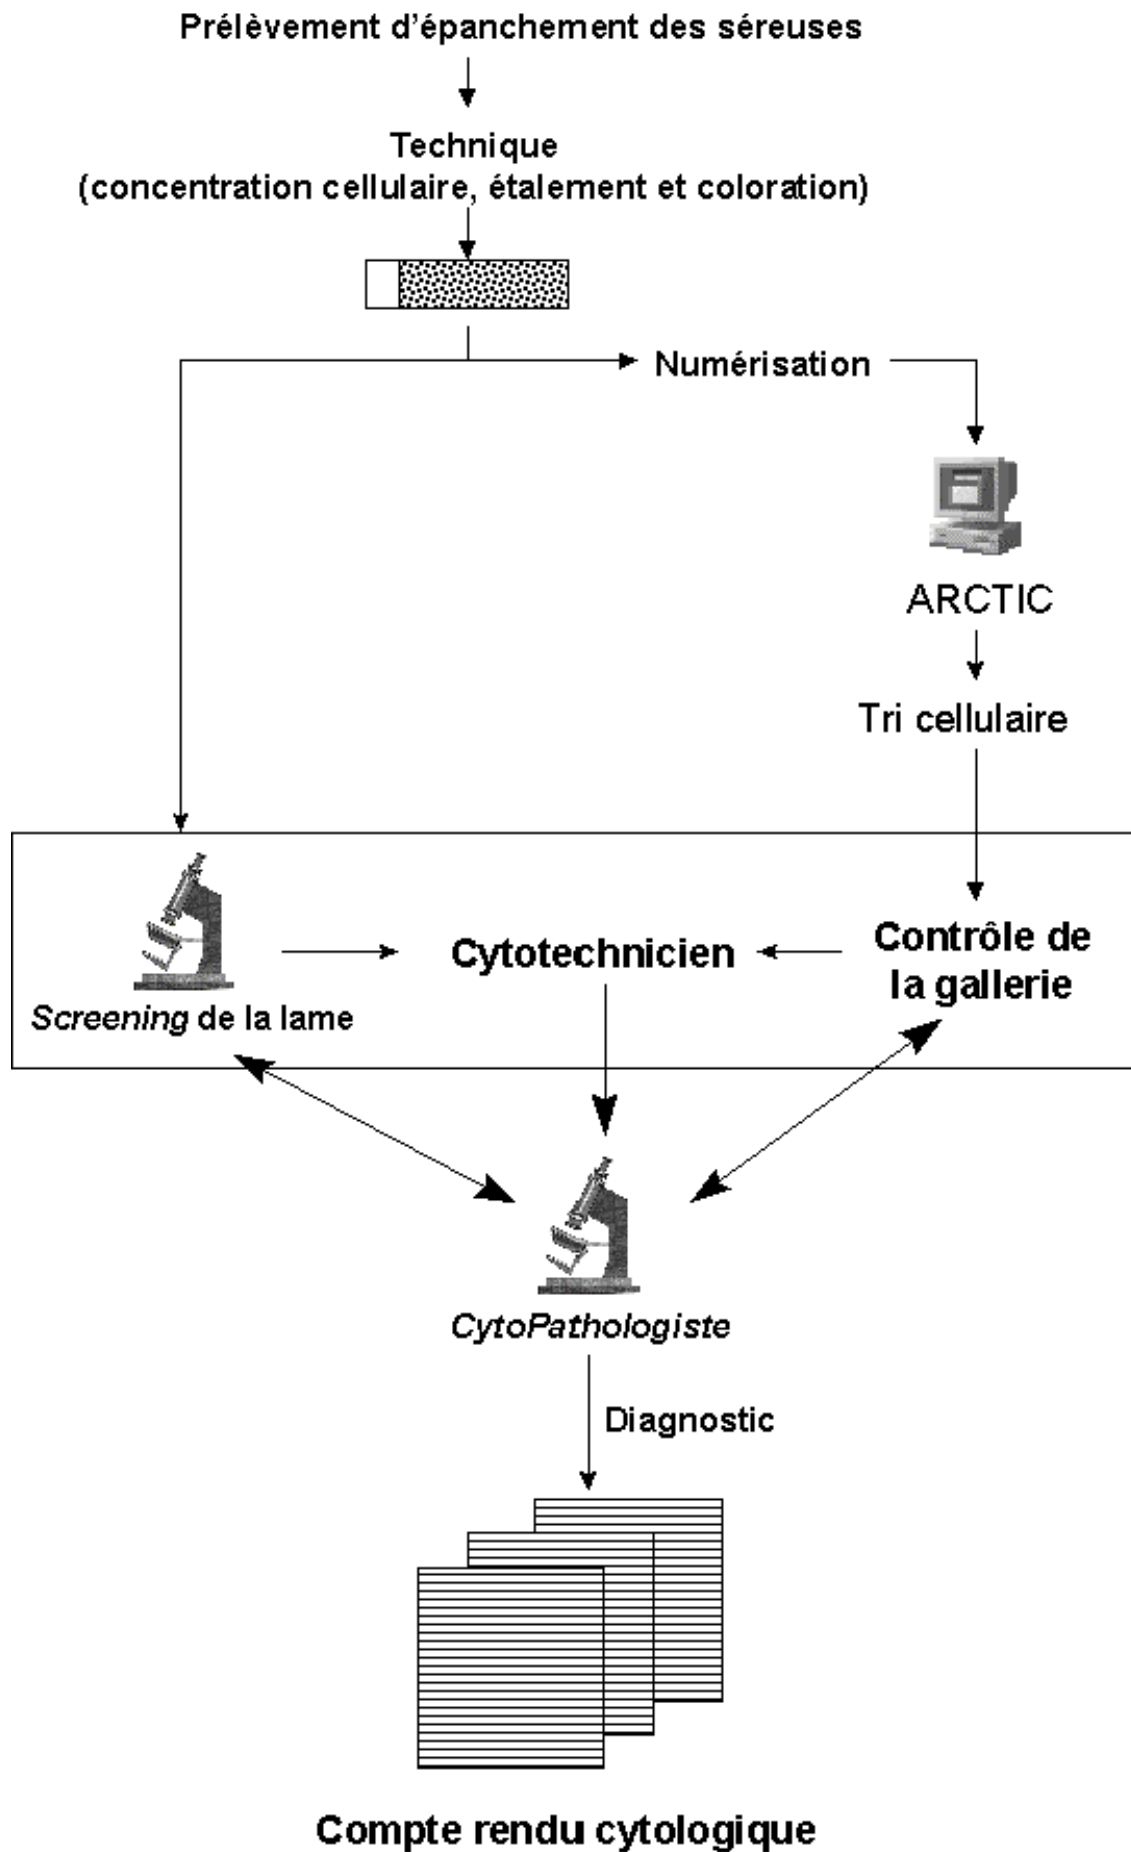 Prélèvement d'épanchement des séreuses
Technique
(concentration cellulaire, étalement et coloration)
Numérisation
ARCTIC
Tri cellulaire
Screening de la lame
Cytotechnicien
Contrôle de
la gallerie
CytoPathologiste
Diagnostic
Compte rendu cytologique